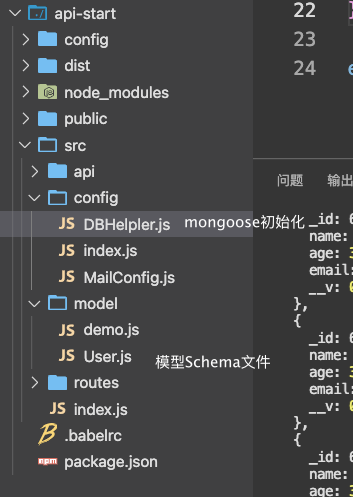 api-start
config
dist
node_modules
public
src
api
config
JS DBHelpler.js mongoose初始化
JS index.js
JS MailConfig.js
model
JS demo.js
JS User.js
模型Schema文件
routes
JS index.js
.babelrc
npm package.json
22 }
23
24 e
问题 输出
_id: 6
name:
age: 3
email:
__v: 0
},
{
_id: 6
name:
age: 3
email:
__v: 0
},
{
_id: 6
name:
age: 3